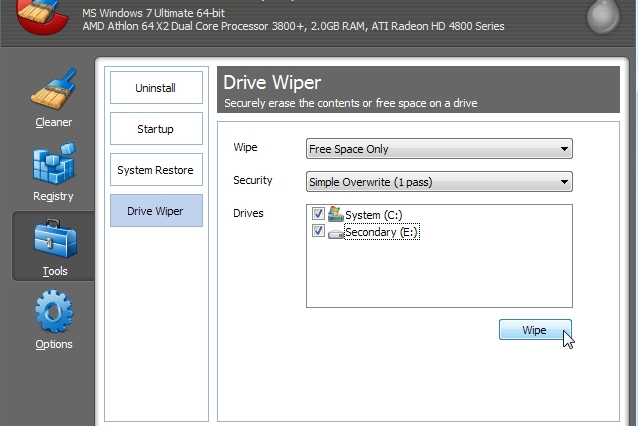 MS Windows 7 Ultimate 64-bit
AMD Athlon 64 X2 Dual Core Processor 3800+, 2.0GB RAM, ATI Radeon HD 4800 Series
Cleaner
Registry
Tools
Options
Uninstall
Startup
System Restore
Drive Wiper
Drive Wiper
Securely erase the contents or free space on a drive
Wipe Free Space Only
Security Simple Overwrite (1 pass)
Drives System (C:)
Secondary (E:)
Wipe